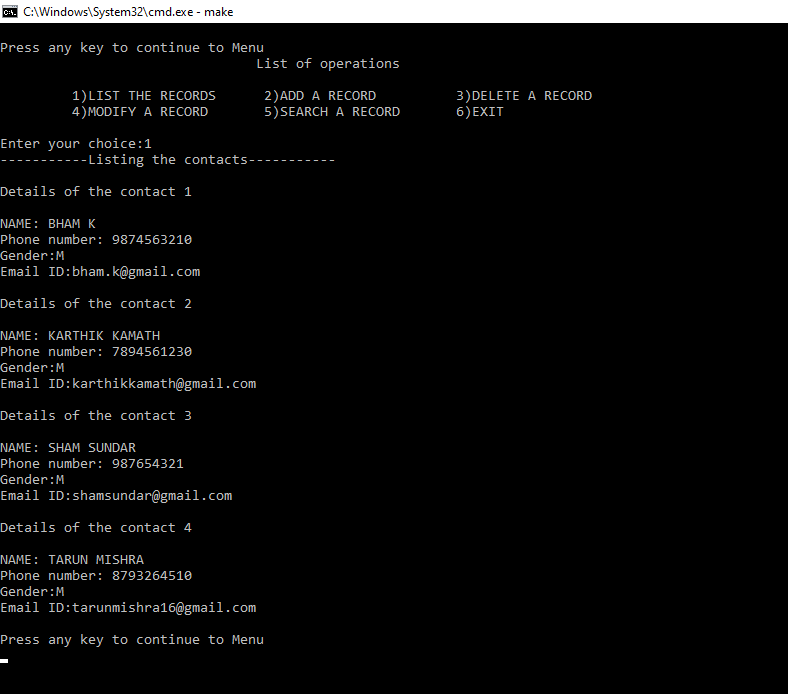 C:\Windows\System32\cmd.exe - make
Press any key to continue to Menu
List of operations
1)LIST THE RECORDS 2)ADD A RECORD 3)DELETE A RECORD
4)MODIFY A RECORD 5)SEARCH A RECORD 6)EXIT
Enter your choice:1
-----------Listing the contacts-----------
Details of the contact 1
NAME: BHAM K
Phone number: 9874563210
Gender:M
Email ID:bham.k@gmail.com
Details of the contact 2
NAME: KARTHIK KAMATH
Phone number: 7894561230
Gender:M
Email ID:karthikkamath@gmail.com
Details of the contact 3
NAME: SHAM SUNDAR
Phone number: 987654321
Gender:M
Email ID:shamsundar@gmail.com
Details of the contact 4
NAME: TARUN MISHRA
Phone number: 8793264510
Gender:M
Email ID:tarunmishra16@gmail.com
Press any key to continue to Menu